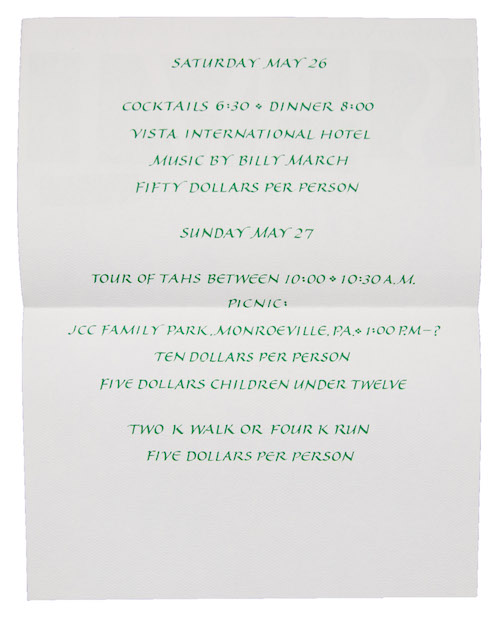 SATURDAY MAY 26
COCKTAILS 6:30 ❖ DINNER 8:00
VISTA INTERNATIONAL HOTEL
MUSIC BY BILLY MARCH
FIFTY DOLLARS PER PERSON
SUNDAY MAY 27
TOUR OF TAHS BETWEEN 10:00 ❖ 10:30 A.M.
PICNIC:
JCC FAMILY PARK, MONROEVILLE, PA. ❖ 1:00 P.M – ?
TEN DOLLARS PER PERSON
FIVE DOLLARS CHILDREN UNDER TWELVE
TWO K WALK OR FOUR K RUN
FIVE DOLLARS PER PERSON